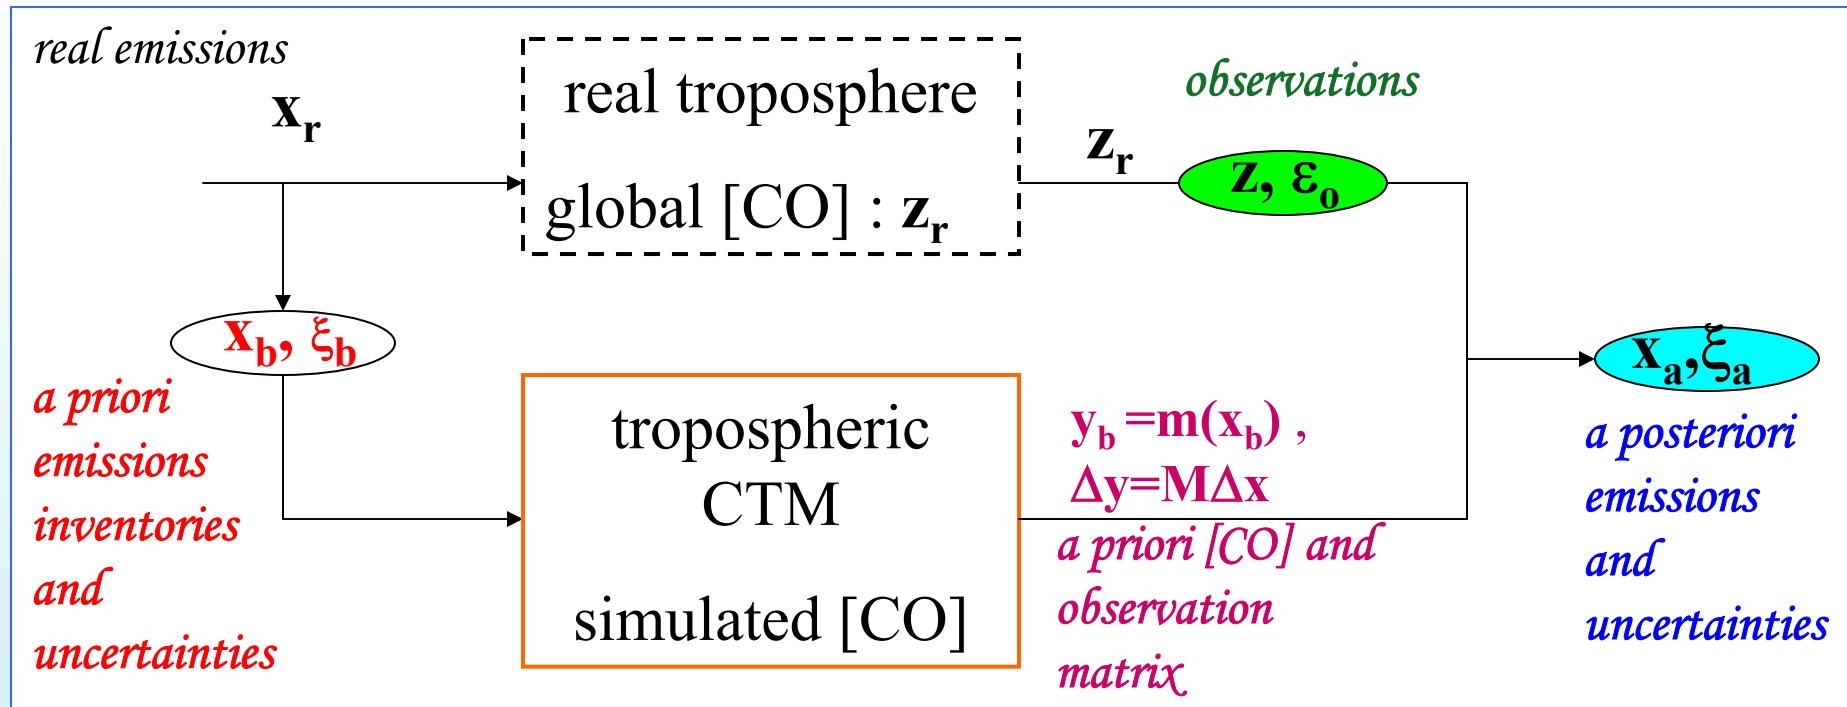 real emissions
xr
real troposphere
global [CO] : zr
zr
observations
z, εo
xb, ξb
a priori
emissions
inventories
and
uncertainties
tropospheric
CTM
simulated [CO]
yb =m(xb) ,
Δy=MΔx
a priori [CO] and
observation
matrix
xa,ξa
a posteriori
emissions
and
uncertainties